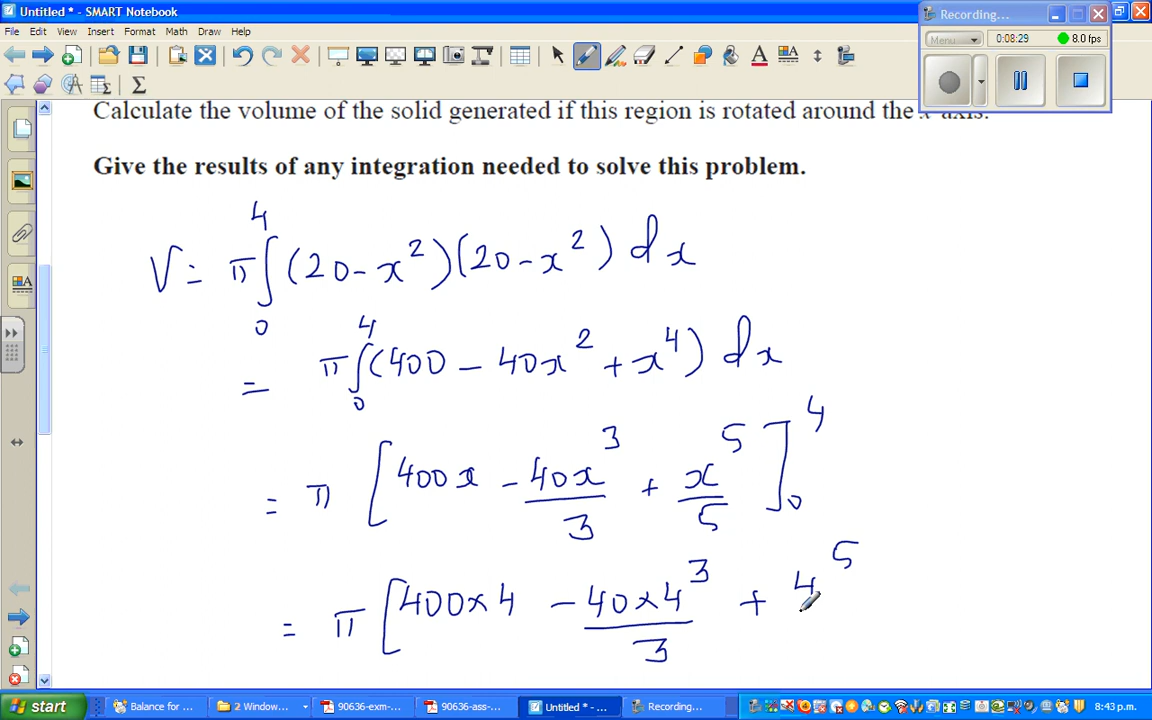 Untitled * - SMART Notebook
Recording...
File Edit View Insert Format Math Draw Help
Menu
0:08:29
8.0 fps
Calculate the volume of the solid generated if this region is rotated around the x-axis.
Give the results of any integration needed to solve this problem.
V = π∫₀⁴ (20 - x²)(20 - x²) dx
= π∫₀⁴ (400 - 40x² + x⁴) dx
= π [400x - 40x³/3 + x⁵/5]₀⁴
= π [400×4 - 40×4³/3 + 4⁵
start
Balance for ...
2 Window...
90636-exm-...
90636-ass-...
Untitled * - ...
Recording...
8:43 p.m.